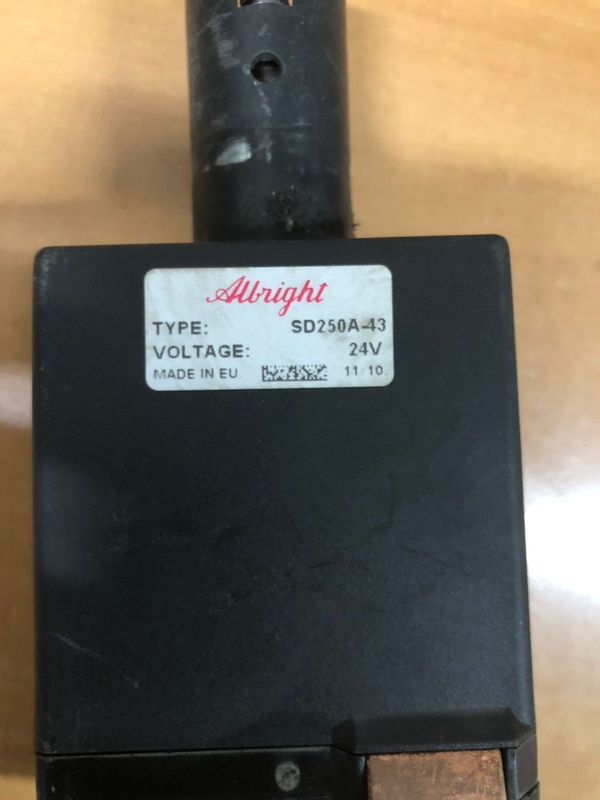 Albright
TYPE: SD250A-43
VOLTAGE: 24V
MADE IN EU. 11/10.